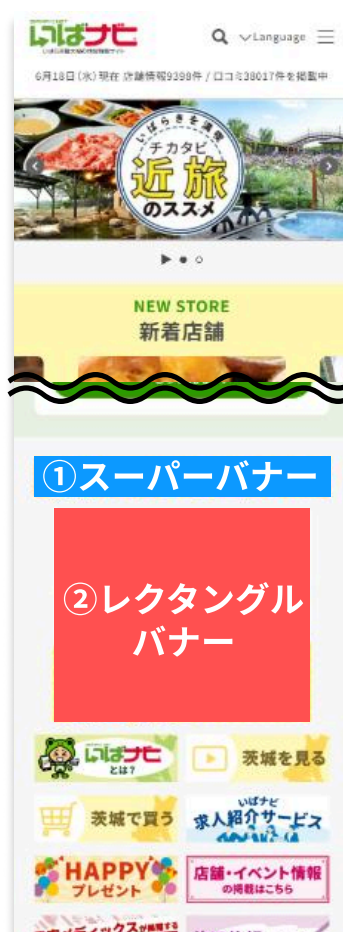 いばナビ
Language
6月18日(水)現在 店舗情報9398件 / 口コミ38017件を掲載中
いばらきを満喫
チカタビ
近旅
のススメ
NEW STORE
新着店舗
①スーパーバナー
②レクタングル
バナー
いばナビ
とは?
茨城を見る
茨城で買う
いばナビ
求人紹介サービス
HAPPY
プレゼント
店舗・イベント情報
の掲載はこちら